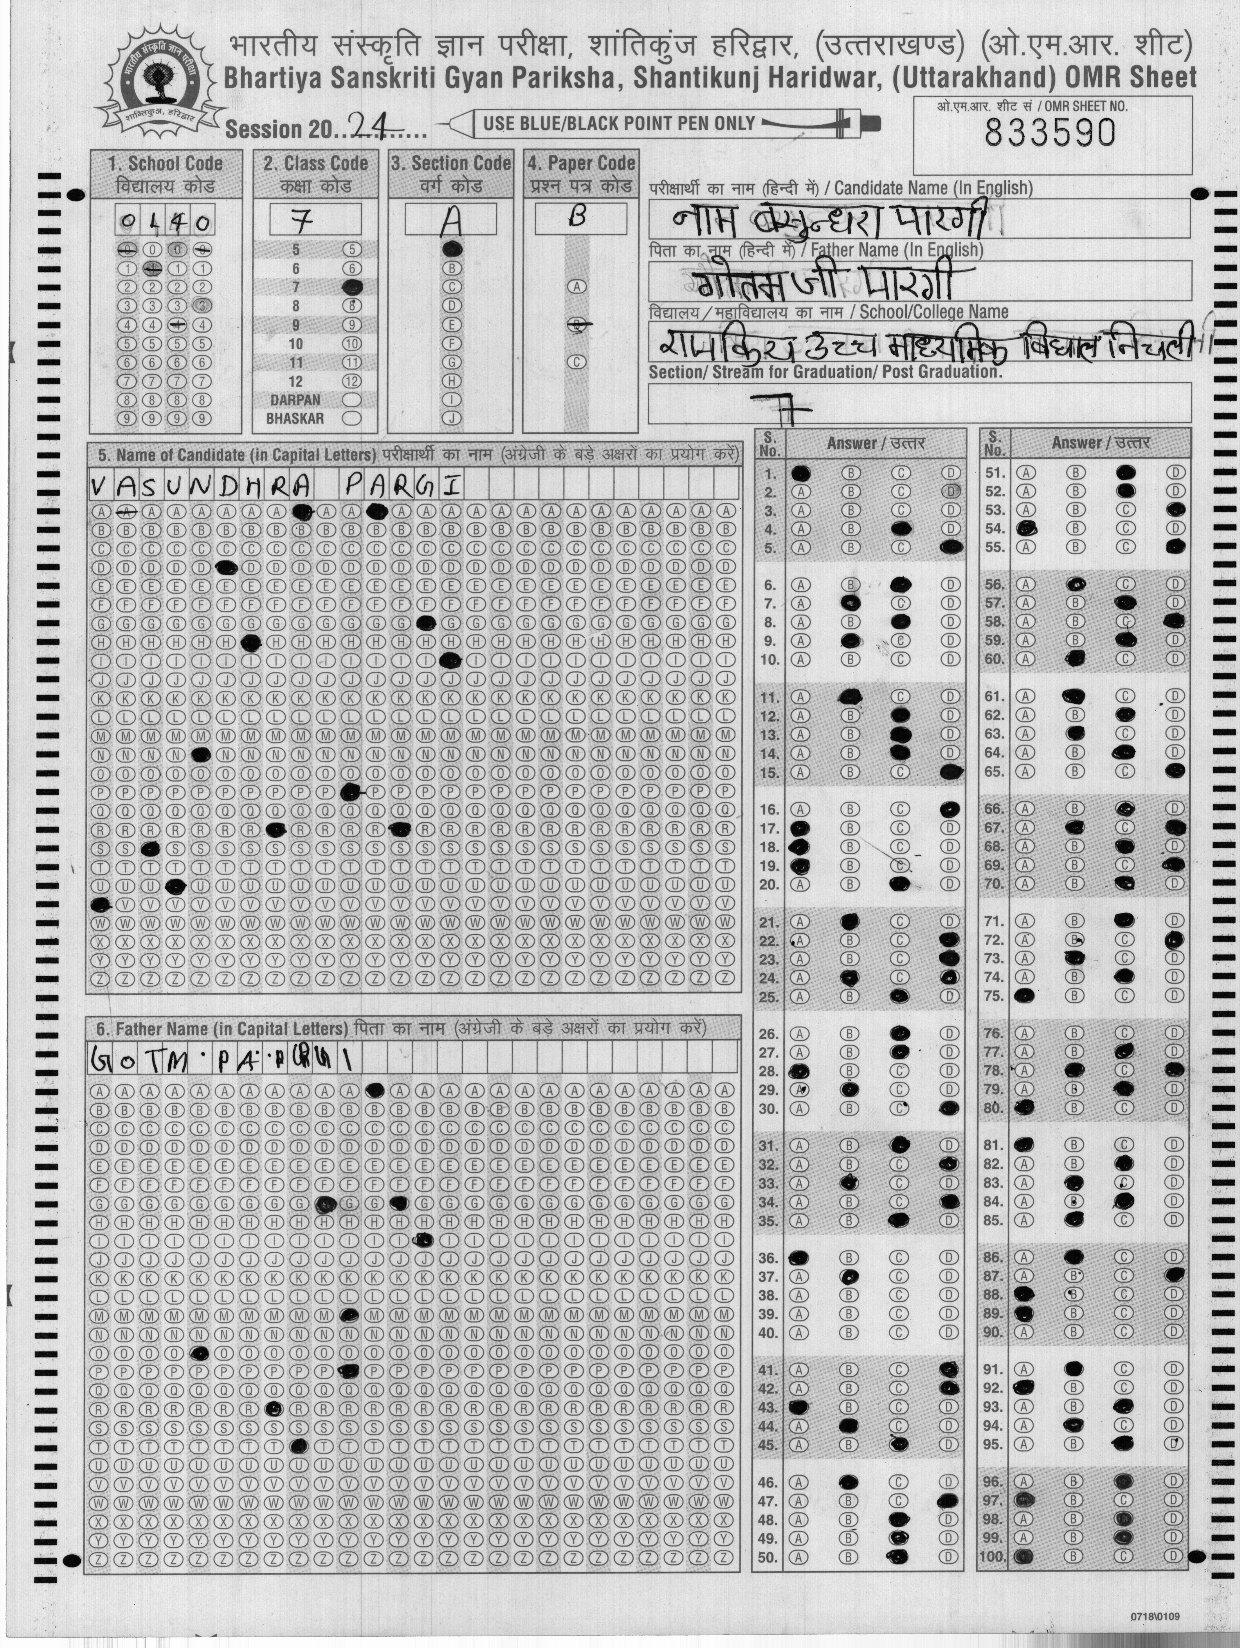 भारतीय संस्कृति ज्ञान परीक्षा, शांतिकुंज हरिद्वार, (उत्तराखण्ड) (ओ.एम.आर. शीट)
Bhartiya Sanskriti Gyan Pariksha, Shantikunj Haridwar, (Uttarakhand) OMR Sheet
Session 20..24........
USE BLUE/BLACK POINT PEN ONLY
ओ.एम.आर. शीट सं / OMR SHEET NO.
833590
1. School Code
विद्यालय कोड
0140
2. Class Code
कक्षा कोड
7
5
6
7
8
9
10
11
12
DARPAN
BHASKAR
3. Section Code
वर्ग कोड
A
4. Paper Code
प्रश्न पत्र कोड
B
परीक्षार्थी का नाम (हिन्दी में) / Candidate Name (In English)
नाम वसुन्धरा पारगी
पिता का नाम (हिन्दी में) / Father Name (In English)
गोतम जी पारगी
विद्यालय / महाविद्यालय का नाम / School/College Name
उच्च माध्यमिक निचली
Section/ Stream for Graduation/ Post Graduation.
7
5. Name of Candidate (in Capital Letters) परीक्षार्थी का नाम (अंग्रेजी के बड़े अक्षरों का प्रयोग करें)
VASUNDHRA PARGI
6. Father Name (in Capital Letters) पिता का नाम (अंग्रेजी के बड़े अक्षरों का प्रयोग करें)
GOTM
S. No. Answer / उत्तर
S. No. Answer / उत्तर
0718\0109